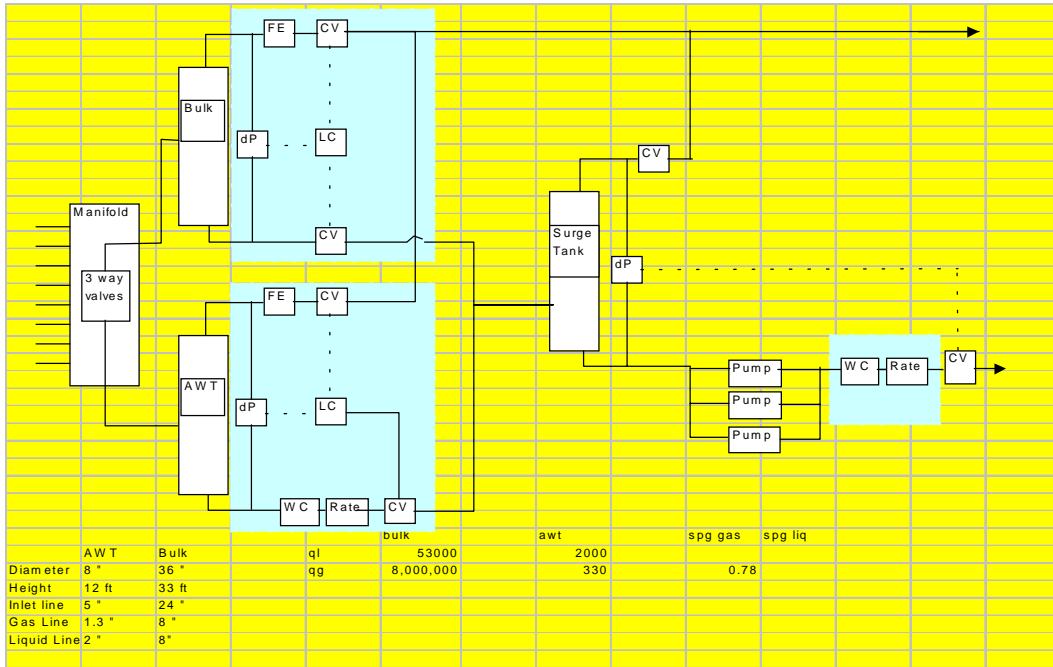 FE
CV
Bulk
dP
LC
CV
CV
Manifold
3 way
valves
Surge
Tank
dP
FE
CV
AWT
dP
LC
Pump
WC
Rate
CV
Pump
Pump
WC
Rate
CV
bulk
awt
spg gas
spg liq
AWT
Bulk
ql
53000
2000
Diameter
8 "
36 "
qg
8,000,000
330
0.78
Height
12 ft
33 ft
Inlet line
5 "
24 "
Gas Line
1.3 "
8 "
Liquid Line
2 "
8"